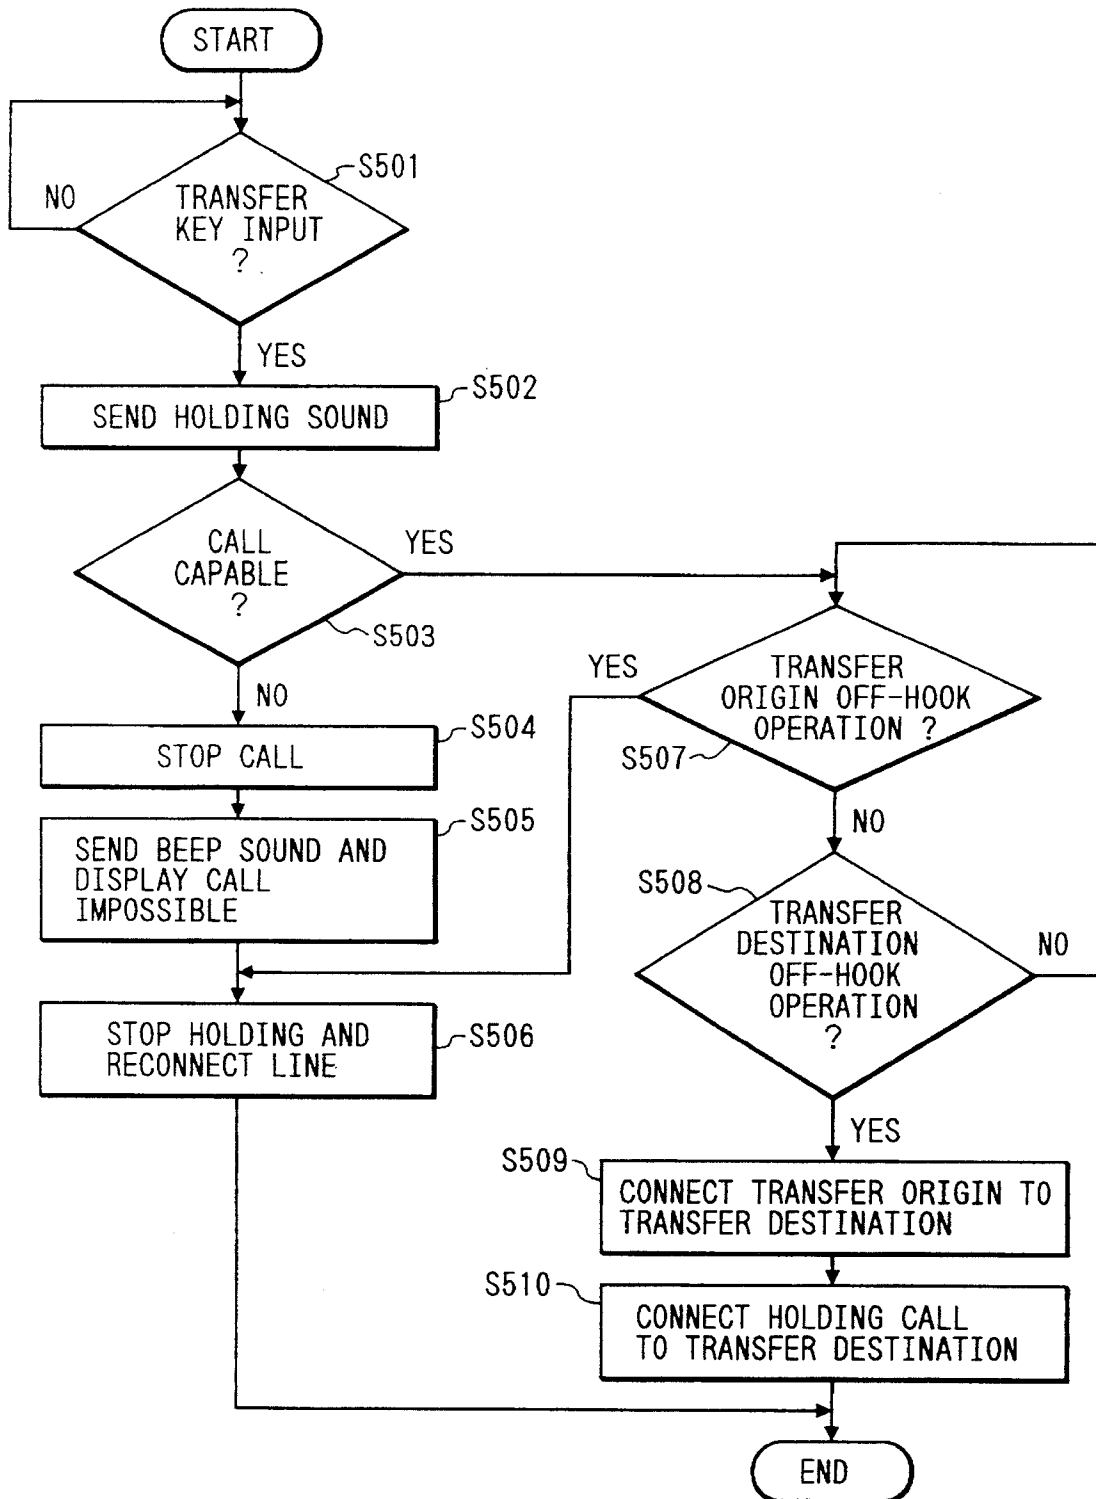 START
S501
NO
TRANSFER
KEY INPUT
?
YES
S502
SEND HOLDING SOUND
CALL
CAPABLE
?
YES
S503
NO
S504
STOP CALL
S505
SEND BEEP SOUND AND
DISPLAY CALL
IMPOSSIBLE
S506
STOP HOLDING AND
RECONNECT LINE
YES
TRANSFER
ORIGIN OFF-HOOK
OPERATION ?
S507
NO
S508
TRANSFER
DESTINATION
OFF-HOOK
OPERATION
?
NO
YES
S509
CONNECT TRANSFER ORIGIN TO
TRANSFER DESTINATION
S510
CONNECT HOLDING CALL
TO TRANSFER DESTINATION
END